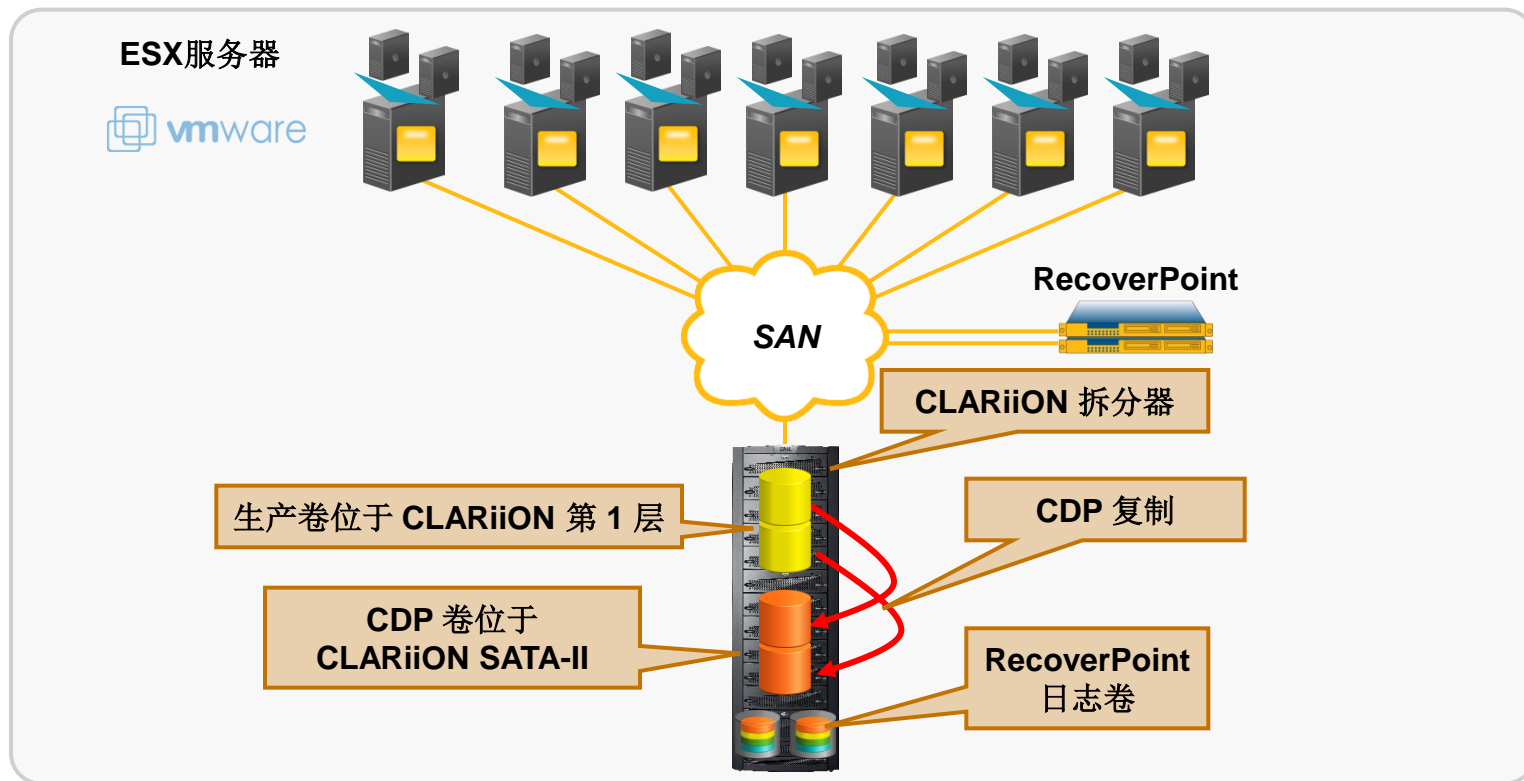 ESX服务器
vmware
RecoverPoint
SAN
CLARiiON 拆分器
生产卷位于 CLARiiON 第 1 层
CDP 复制
CDP 卷位于
CLARiiON SATA-II
RecoverPoint
日志卷